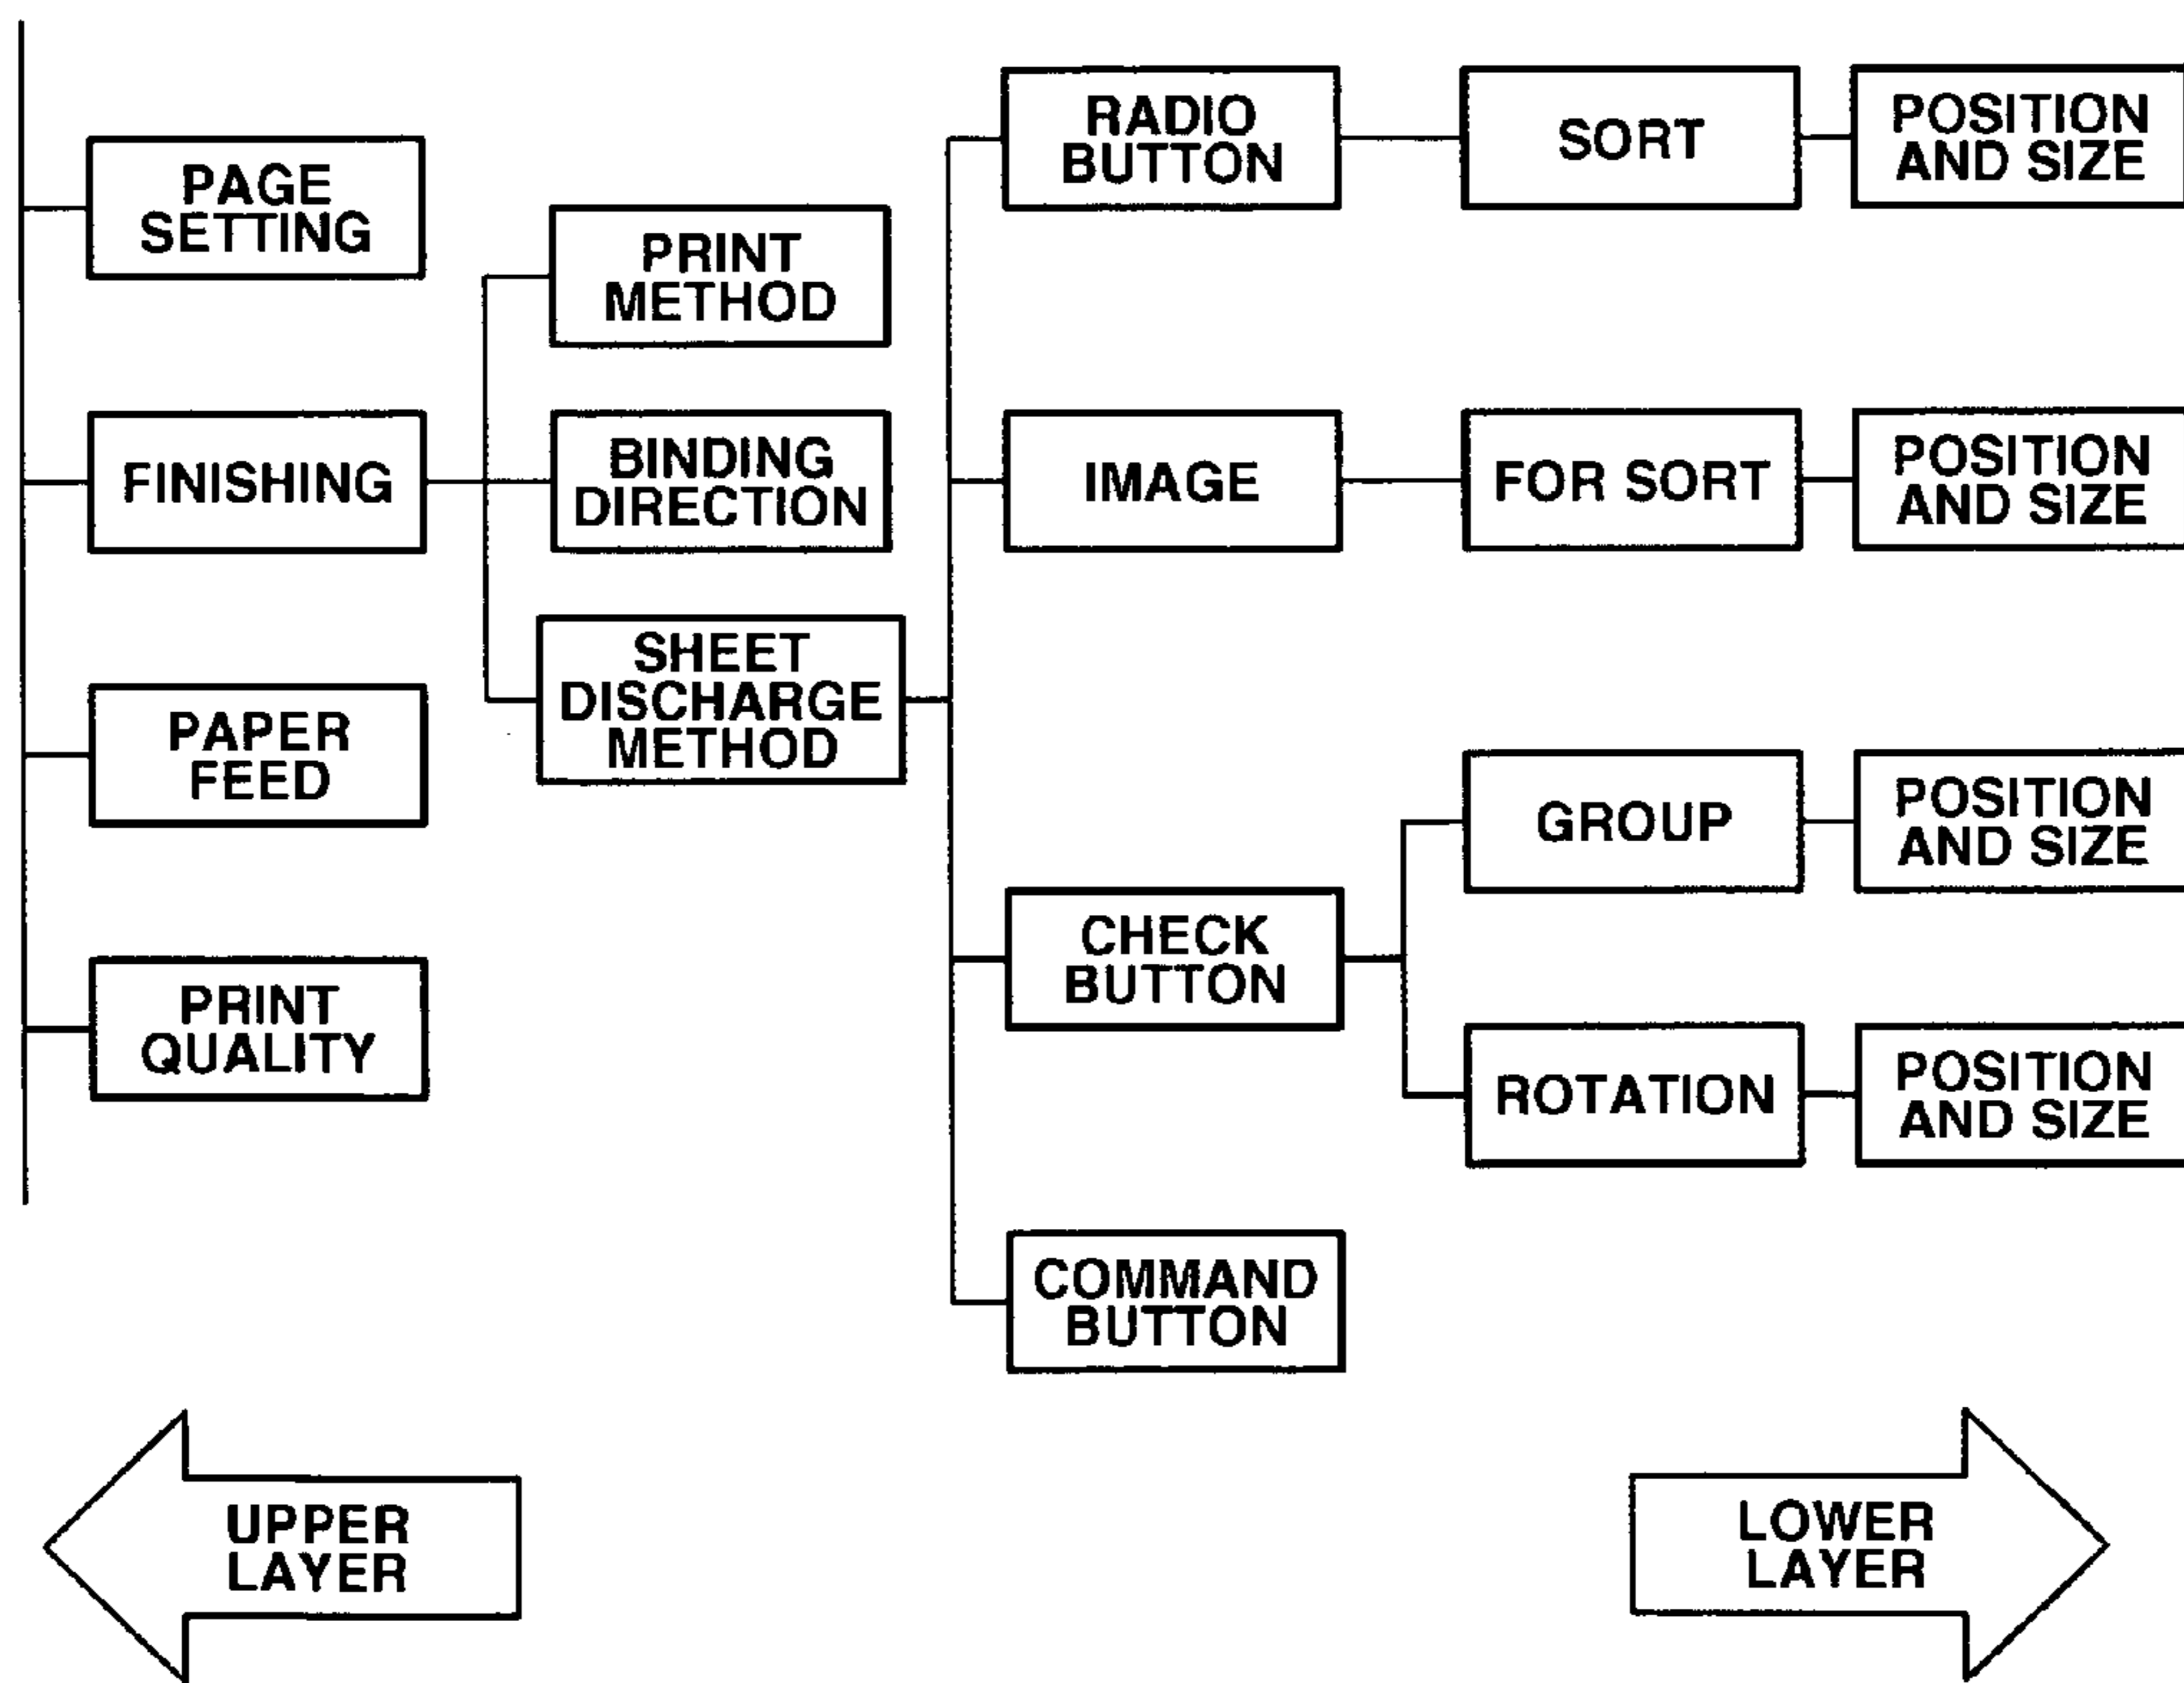 PAGE
SETTING
FINISHING
PAPER
FEED
PRINT
QUALITY
PRINT
METHOD
BINDING
DIRECTION
SHEET
DISCHARGE
METHOD
RADIO
BUTTON
IMAGE
CHECK
BUTTON
COMMAND
BUTTON
SORT
FOR SORT
GROUP
ROTATION
POSITION
AND SIZE
POSITION
AND SIZE
POSITION
AND SIZE
POSITION
AND SIZE
UPPER
LAYER
LOWER
LAYER